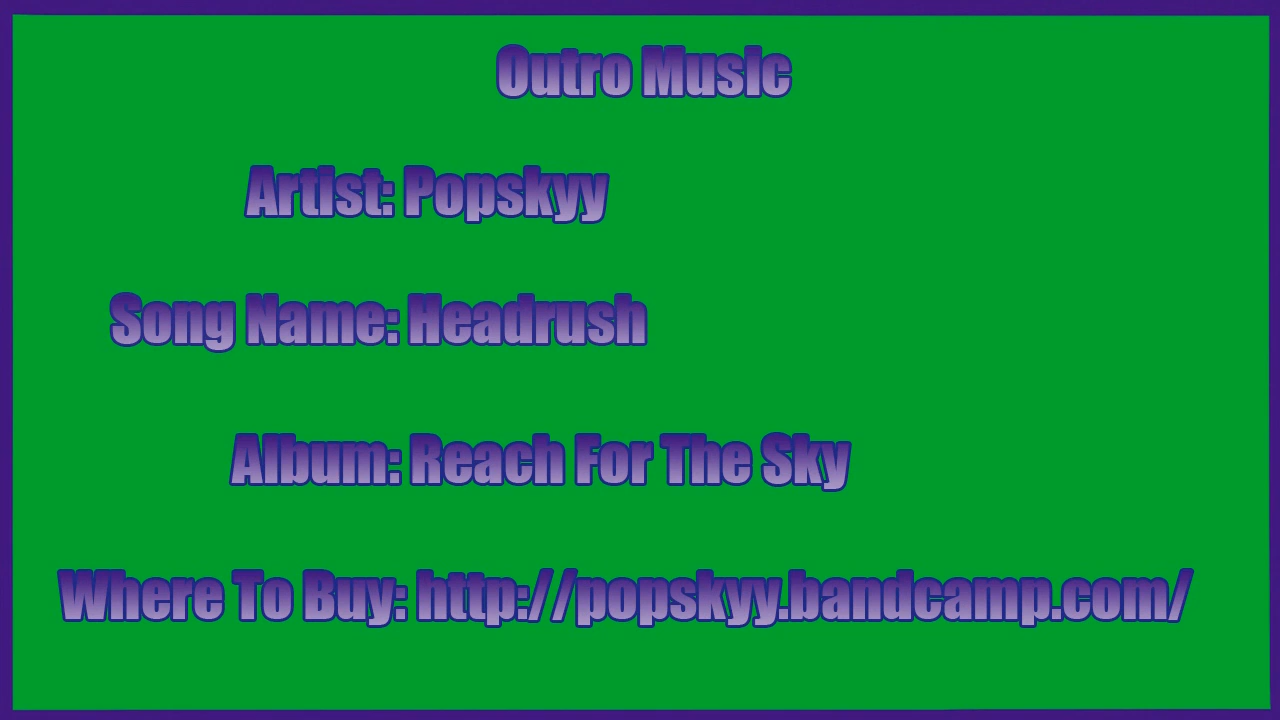 Outro Music
Artist: Popskyy
Song Name: Headrush
Album: Reach For The Sky
Where To Buy: http://popskyy.bandcamp.com/